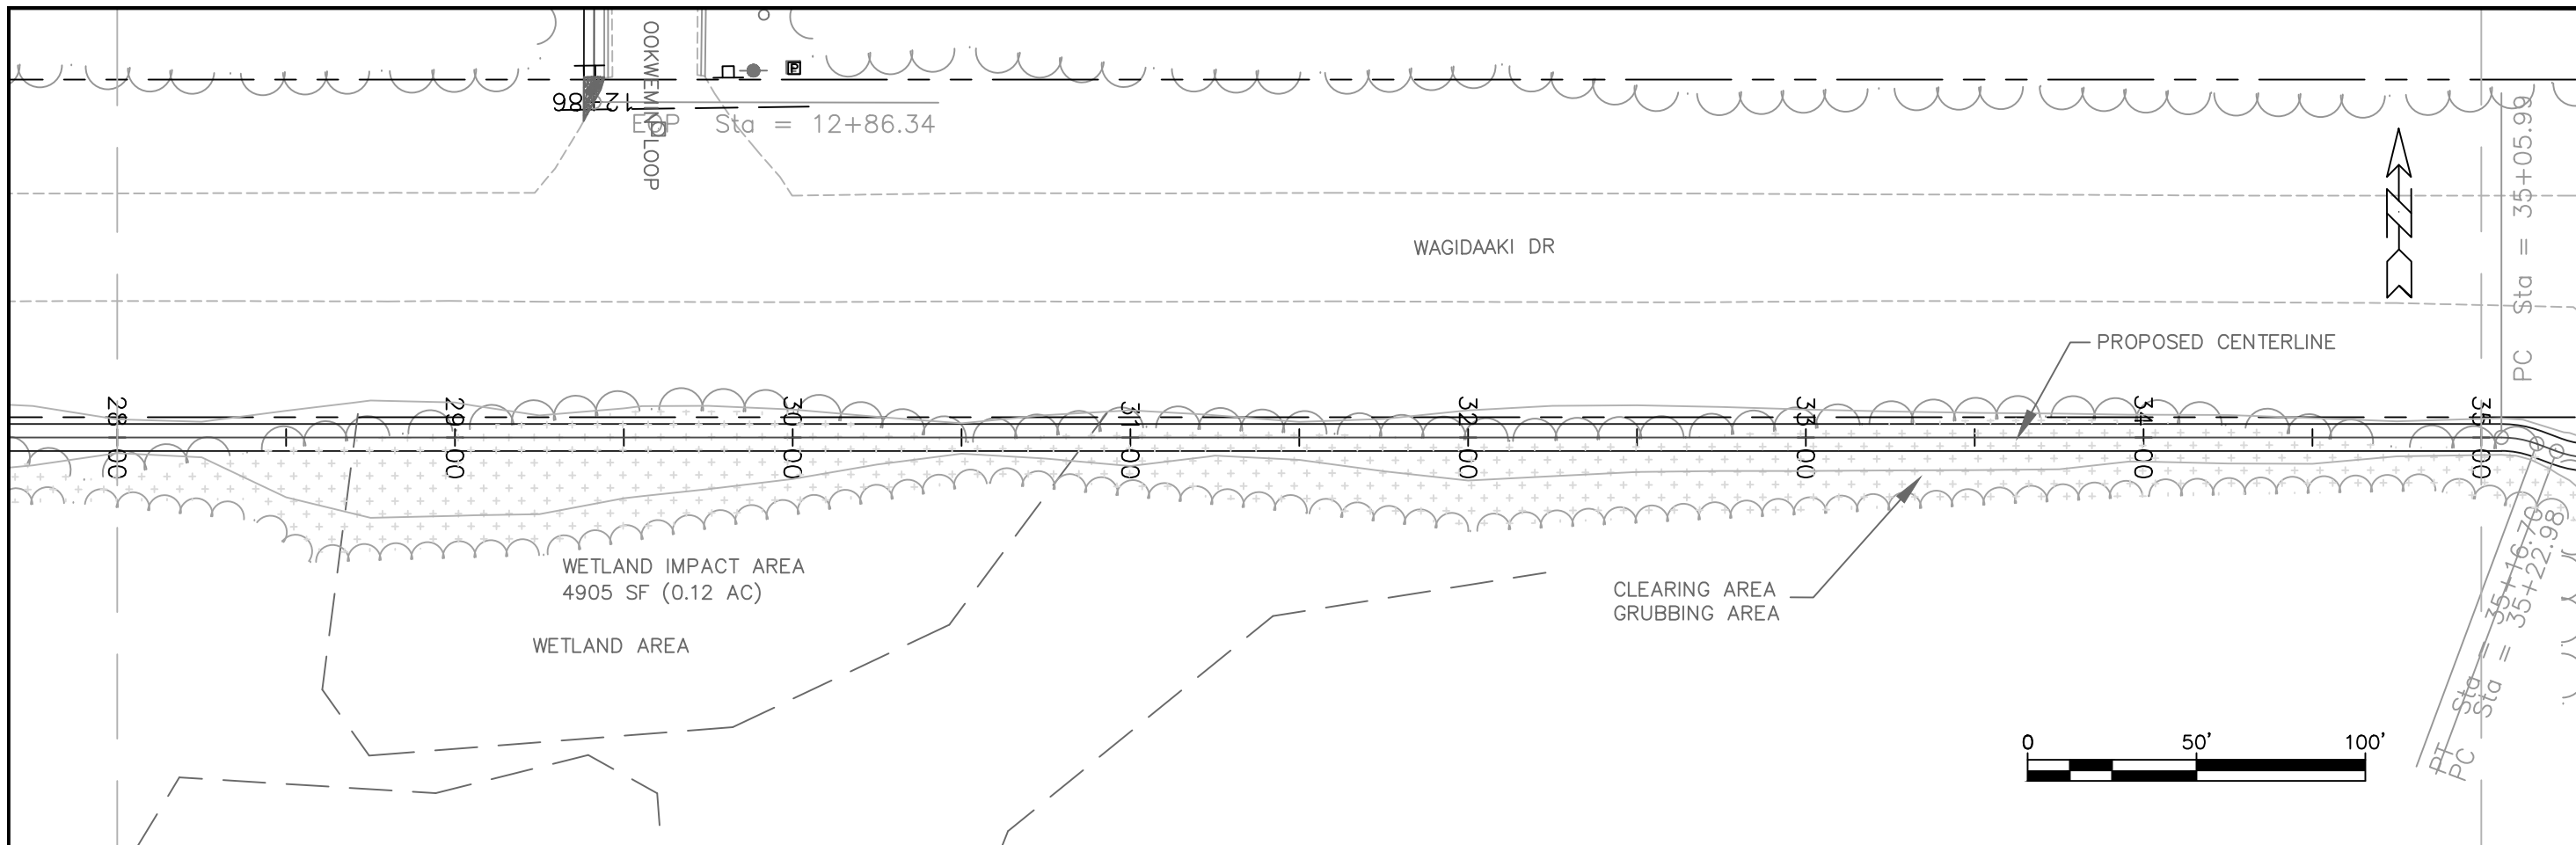 OOKWEMIN LOOP
12+86
EOP Sta = 12+86.34
WAGIDAAKI DR
PC Sta = 35+05.99
PROPOSED CENTERLINE
28+00
29+00
30+00
31+00
32+00
33+00
34+00
35+00
WETLAND IMPACT AREA
4905 SF (0.12 AC)
WETLAND AREA
CLEARING AREA
GRUBBING AREA
PT Sta = 35+16.76
PC Sta = 35+22.98
0 50' 100'
N
P